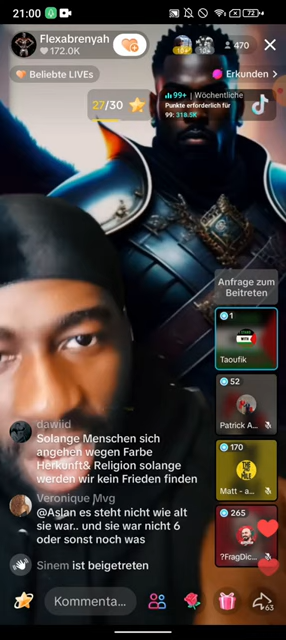 21:00
72
Flexabrenyah
172.0K
470
Beliebte LIVEs
Erkunden >
27/30
99+ | Wöchentliche
Punkte erforderlich für
99: 318.5K
Anfrage zum
Beitreten
1
Taoufik
52
Patrick A...
170
Matt - a...
265
?FragDic...
dawiid
Solange Menschen sich
angehen wegen Farbe
Herkunft& Religion solange
werden wir kein Frieden finden
Veronique Mvg
@Aslan es steht nicht wie alt
sie war.. und sie war nicht 6
oder sonst noch was
Sinem ist beigetreten
Kommenta...
63